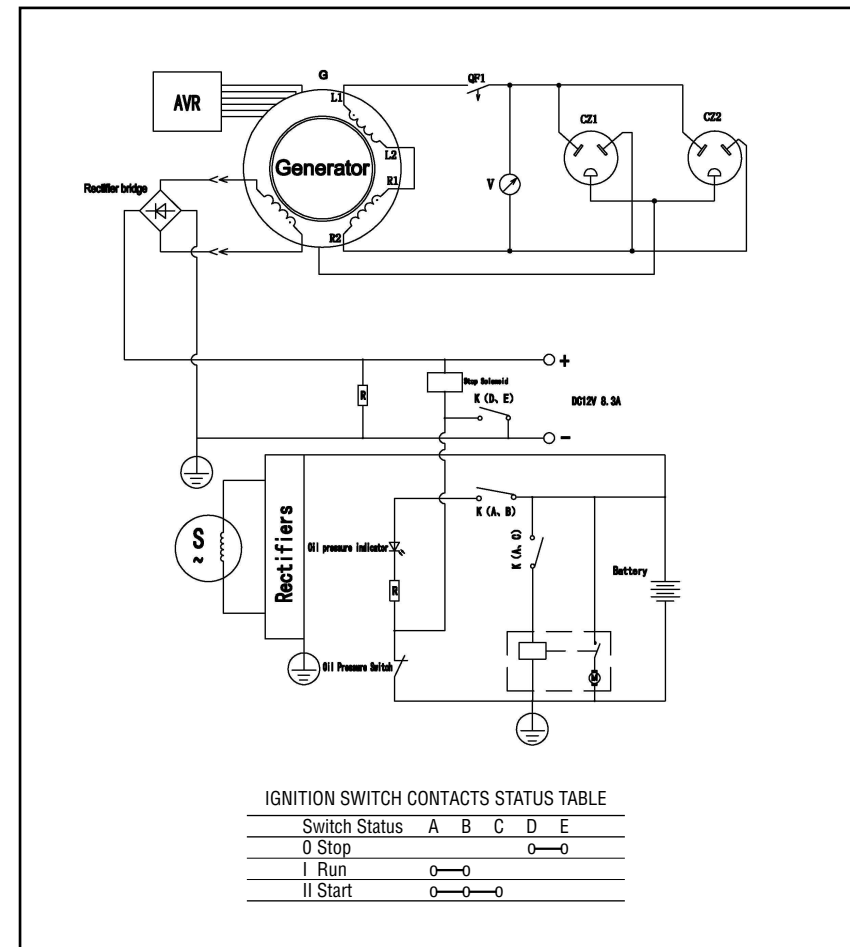 G
QF1
AVR
L1
CZ1
CZ2
L2
Generator
R1
V
Rectifier bridge
R2
+
Stop Solenoid
K (D、E)
R
DC12V 8.3A
−
K (A、B)
S
~
Rectifiers
Oil pressure indicator
K (A、C)
Battery
R
Oil Pressure Switch
M
IGNITION SWITCH CONTACTS STATUS TABLE
Switch Status A B C D E
0 Stop
I Run
II Start